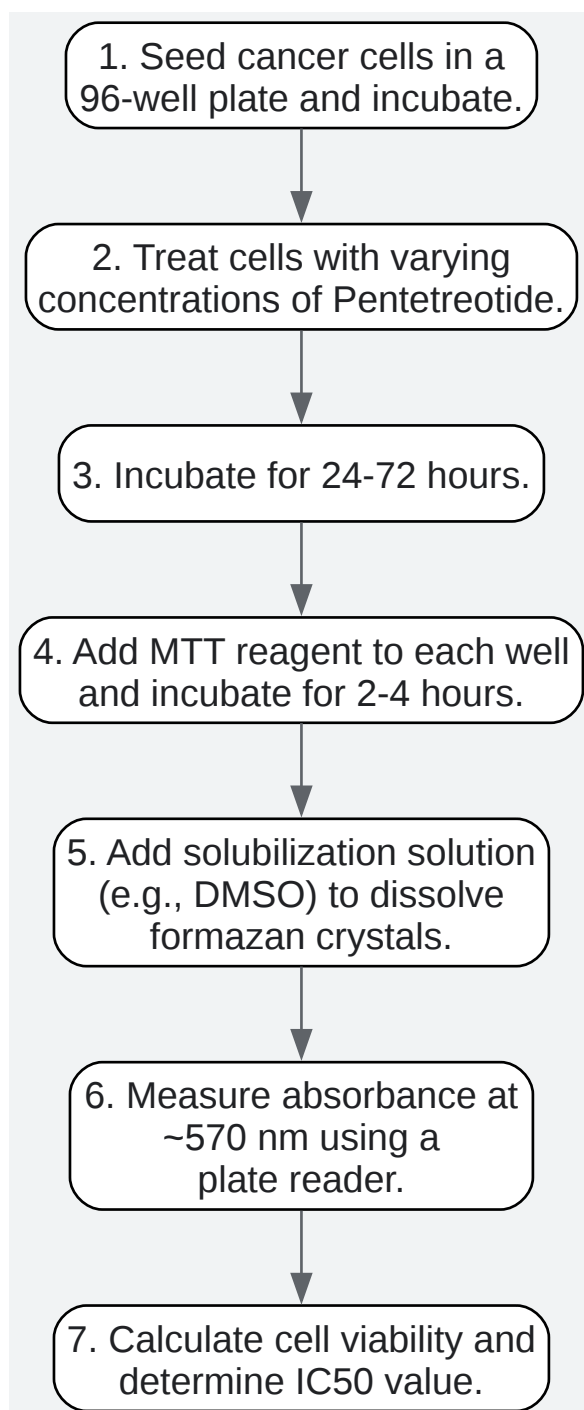 1. Seed cancer cells in a
96-well plate and incubate.
2. Treat cells with varying
concentrations of Pentetreotide.
3. Incubate for 24-72 hours.
4. Add MTT reagent to each well
and incubate for 2-4 hours.
5. Add solubilization solution
(e.g., DMSO) to dissolve
formazan crystals.
6. Measure absorbance at
~570 nm using a
plate reader.
7. Calculate cell viability and
determine IC50 value.